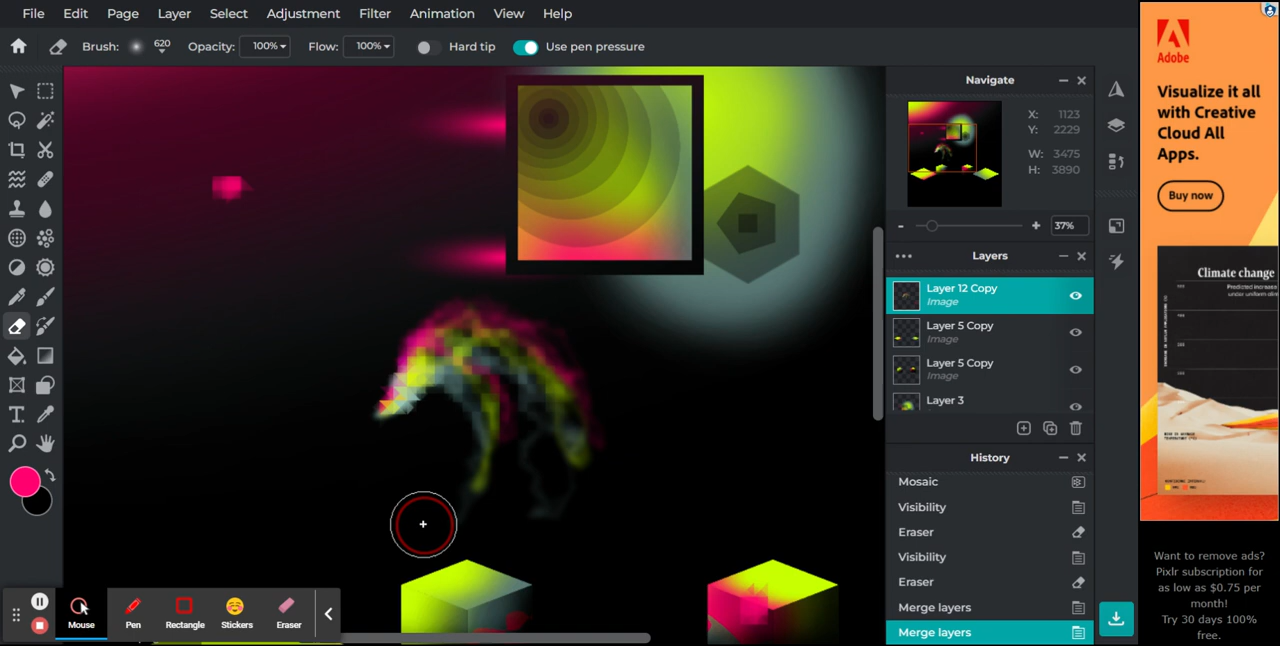 File Edit Page Layer Select Adjustment Filter Animation View Help
Brush: 620 Opacity: 100% Flow: 100% Hard tip Use pen pressure
Navigate
X: 1123
Y: 2229
W: 3475
H: 3890
- + 37%
Layers
Layer 12 Copy
Image
Layer 5 Copy
Image
Layer 5 Copy
Image
Layer 3
History
Mosaic
Visibility
Eraser
Visibility
Eraser
Merge layers
Merge layers
Mouse Pen Rectangle Stickers Eraser
Adobe
Visualize it all
with Creative
Cloud All
Apps.
Buy now
Climate change
Predicted increase
under uniform
Want to remove ads?
Pixlr subscription for
as low as $0.75 per
month!
Try 30 days 100%
free.